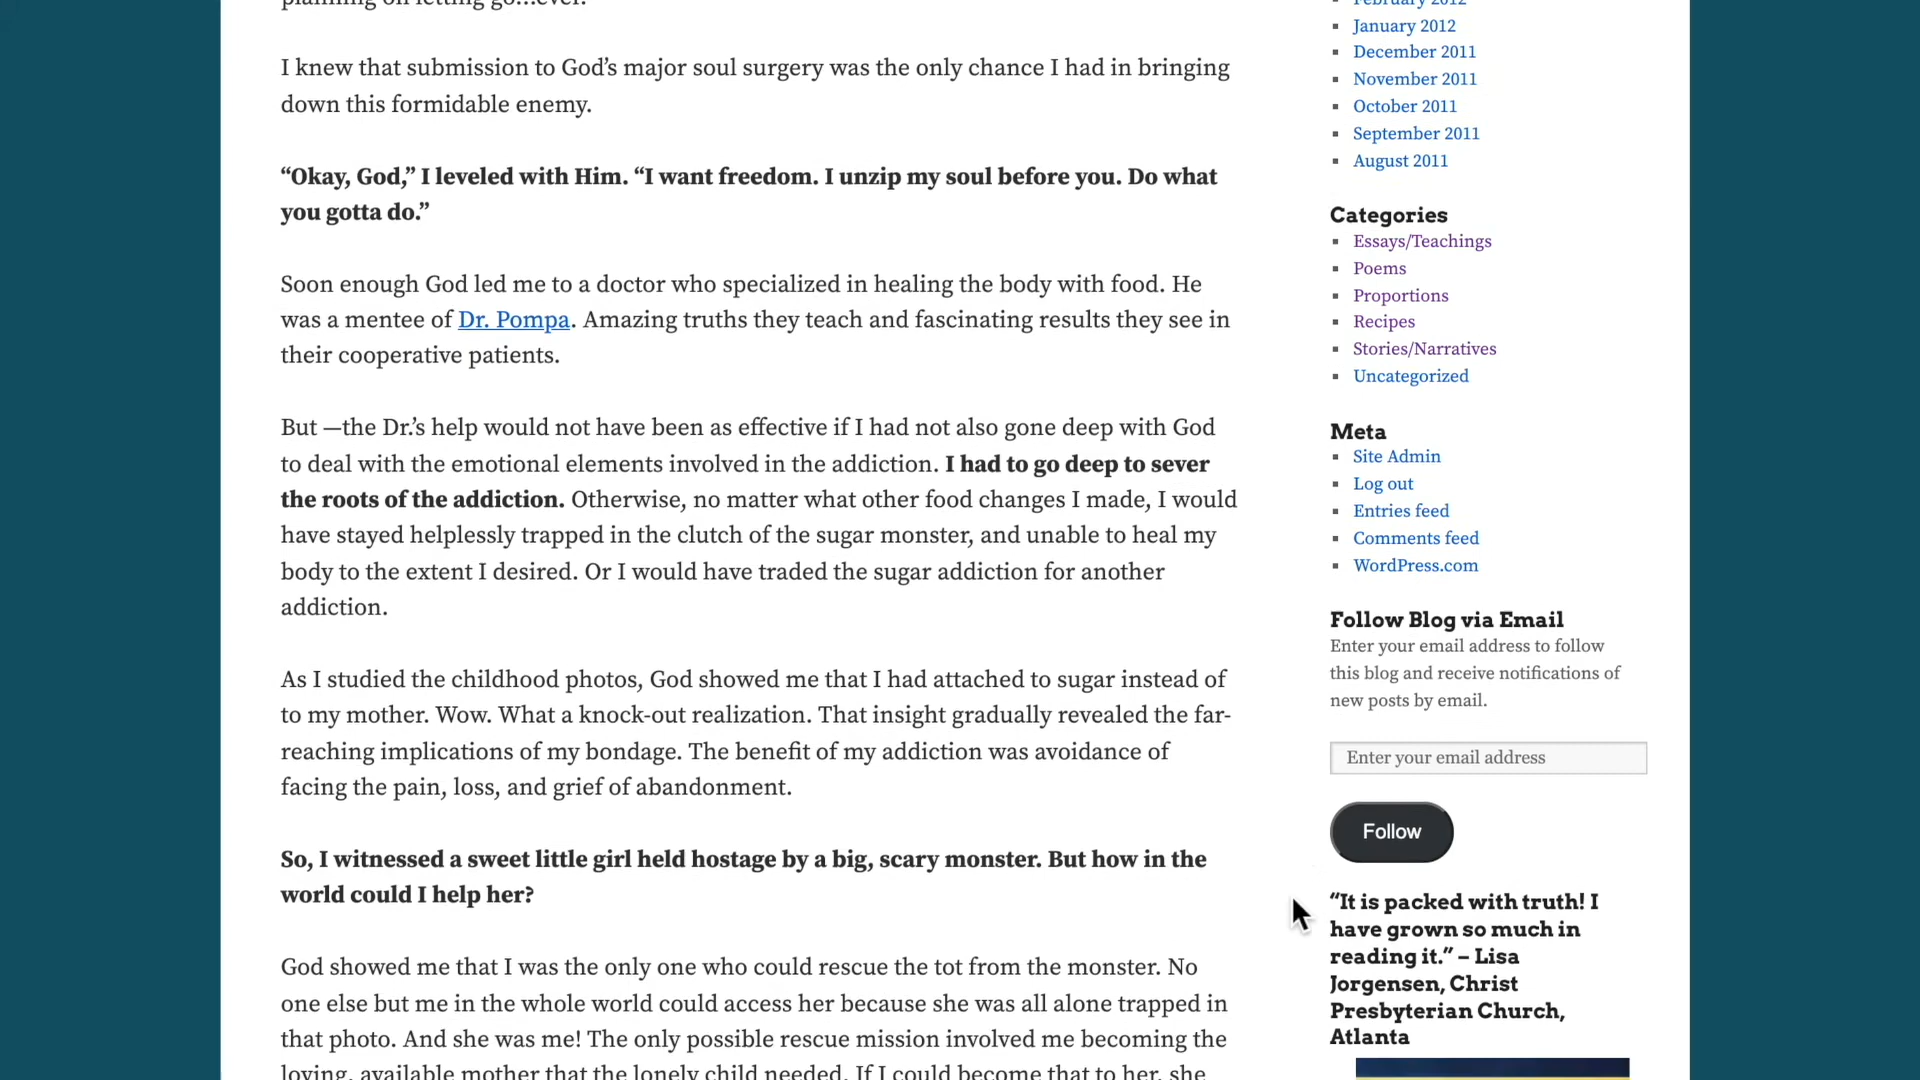 planning on letting go…ever.
I knew that submission to God’s major soul surgery was the only chance I had in bringing
down this formidable enemy.
“Okay, God,” I leveled with Him. “I want freedom. I unzip my soul before you. Do what
you gotta do.”
Soon enough God led me to a doctor who specialized in healing the body with food. He
was a mentee of Dr. Pompa. Amazing truths they teach and fascinating results they see in
their cooperative patients.
But —the Dr.’s help would not have been as effective if I had not also gone deep with God
to deal with the emotional elements involved in the addiction. I had to go deep to sever
the roots of the addiction. Otherwise, no matter what other food changes I made, I would
have stayed helplessly trapped in the clutch of the sugar monster, and unable to heal my
body to the extent I desired. Or I would have traded the sugar addiction for another
addiction.
As I studied the childhood photos, God showed me that I had attached to sugar instead of
to my mother. Wow. What a knock-out realization. That insight gradually revealed the far-
reaching implications of my bondage. The benefit of my addiction was avoidance of
facing the pain, loss, and grief of abandonment.
So, I witnessed a sweet little girl held hostage by a big, scary monster. But how in the
world could I help her?
God showed me that I was the only one who could rescue the tot from the monster. No
one else but me in the whole world could access her because she was all alone trapped in
that photo. And she was me! The only possible rescue mission involved me becoming the
loving, available mother that the lonely child needed. If I could become that to her, she
February 2012
January 2012
December 2011
November 2011
October 2011
September 2011
August 2011
Categories
Essays/Teachings
Poems
Proportions
Recipes
Stories/Narratives
Uncategorized
Meta
Site Admin
Log out
Entries feed
Comments feed
WordPress.com
Follow Blog via Email
Enter your email address to follow
this blog and receive notifications of
new posts by email.
Enter your email address
Follow
“It is packed with truth! I
have grown so much in
reading it.” – Lisa
Jorgensen, Christ
Presbyterian Church,
Atlanta